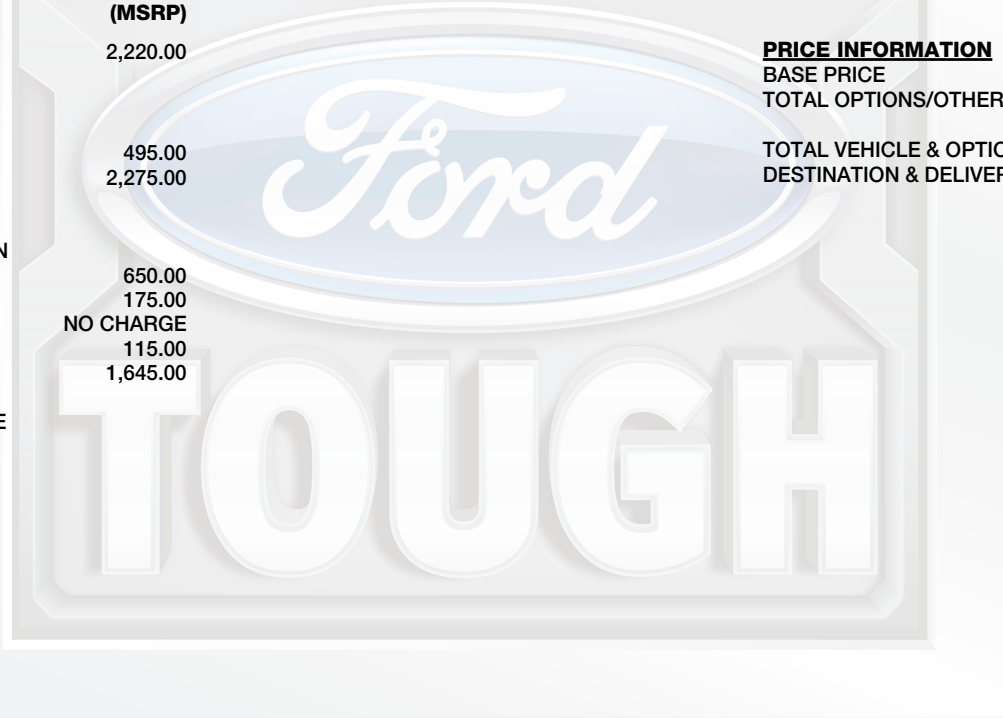 (MSRP)
2,220.00
495.00
2,275.00
N
650.00
175.00
NO CHARGE
115.00
1,645.00
E
PRICE INFORMATION
BASE PRICE
TOTAL OPTIONS/OTHER
TOTAL VEHICLE & OPTIO
DESTINATION & DELIVER
Ford
TOUGH